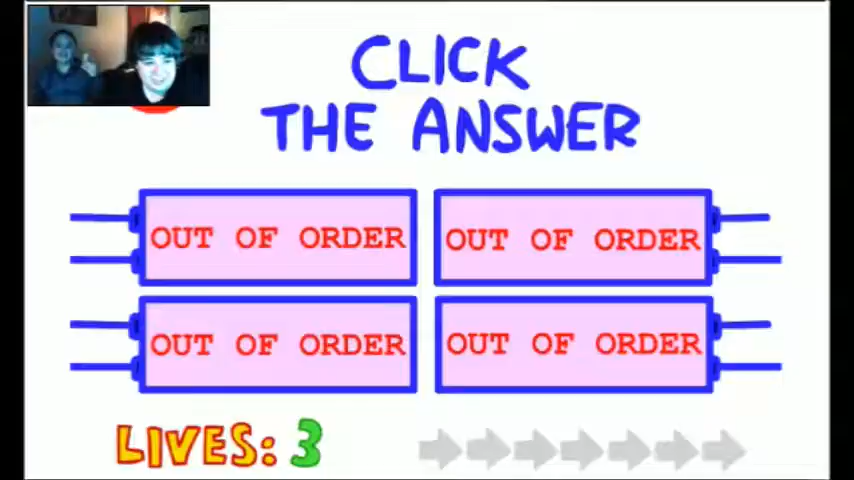 CLICK
THE ANSWER
OUT OF ORDER
OUT OF ORDER
OUT OF ORDER
OUT OF ORDER
LIVES: 3